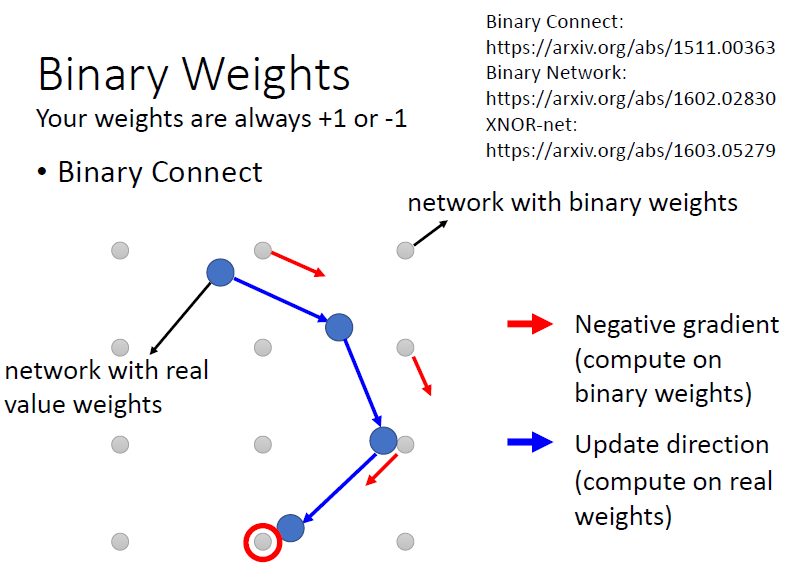 Binary Weights
Your weights are always +1 or -1
Binary Connect:
https://arxiv.org/abs/1511.00363
Binary Network:
https://arxiv.org/abs/1602.02830
XNOR-net:
https://arxiv.org/abs/1603.05279
• Binary Connect
network with binary weights
network with real
value weights
Negative gradient
(compute on
binary weights)
Update direction
(compute on real
weights)